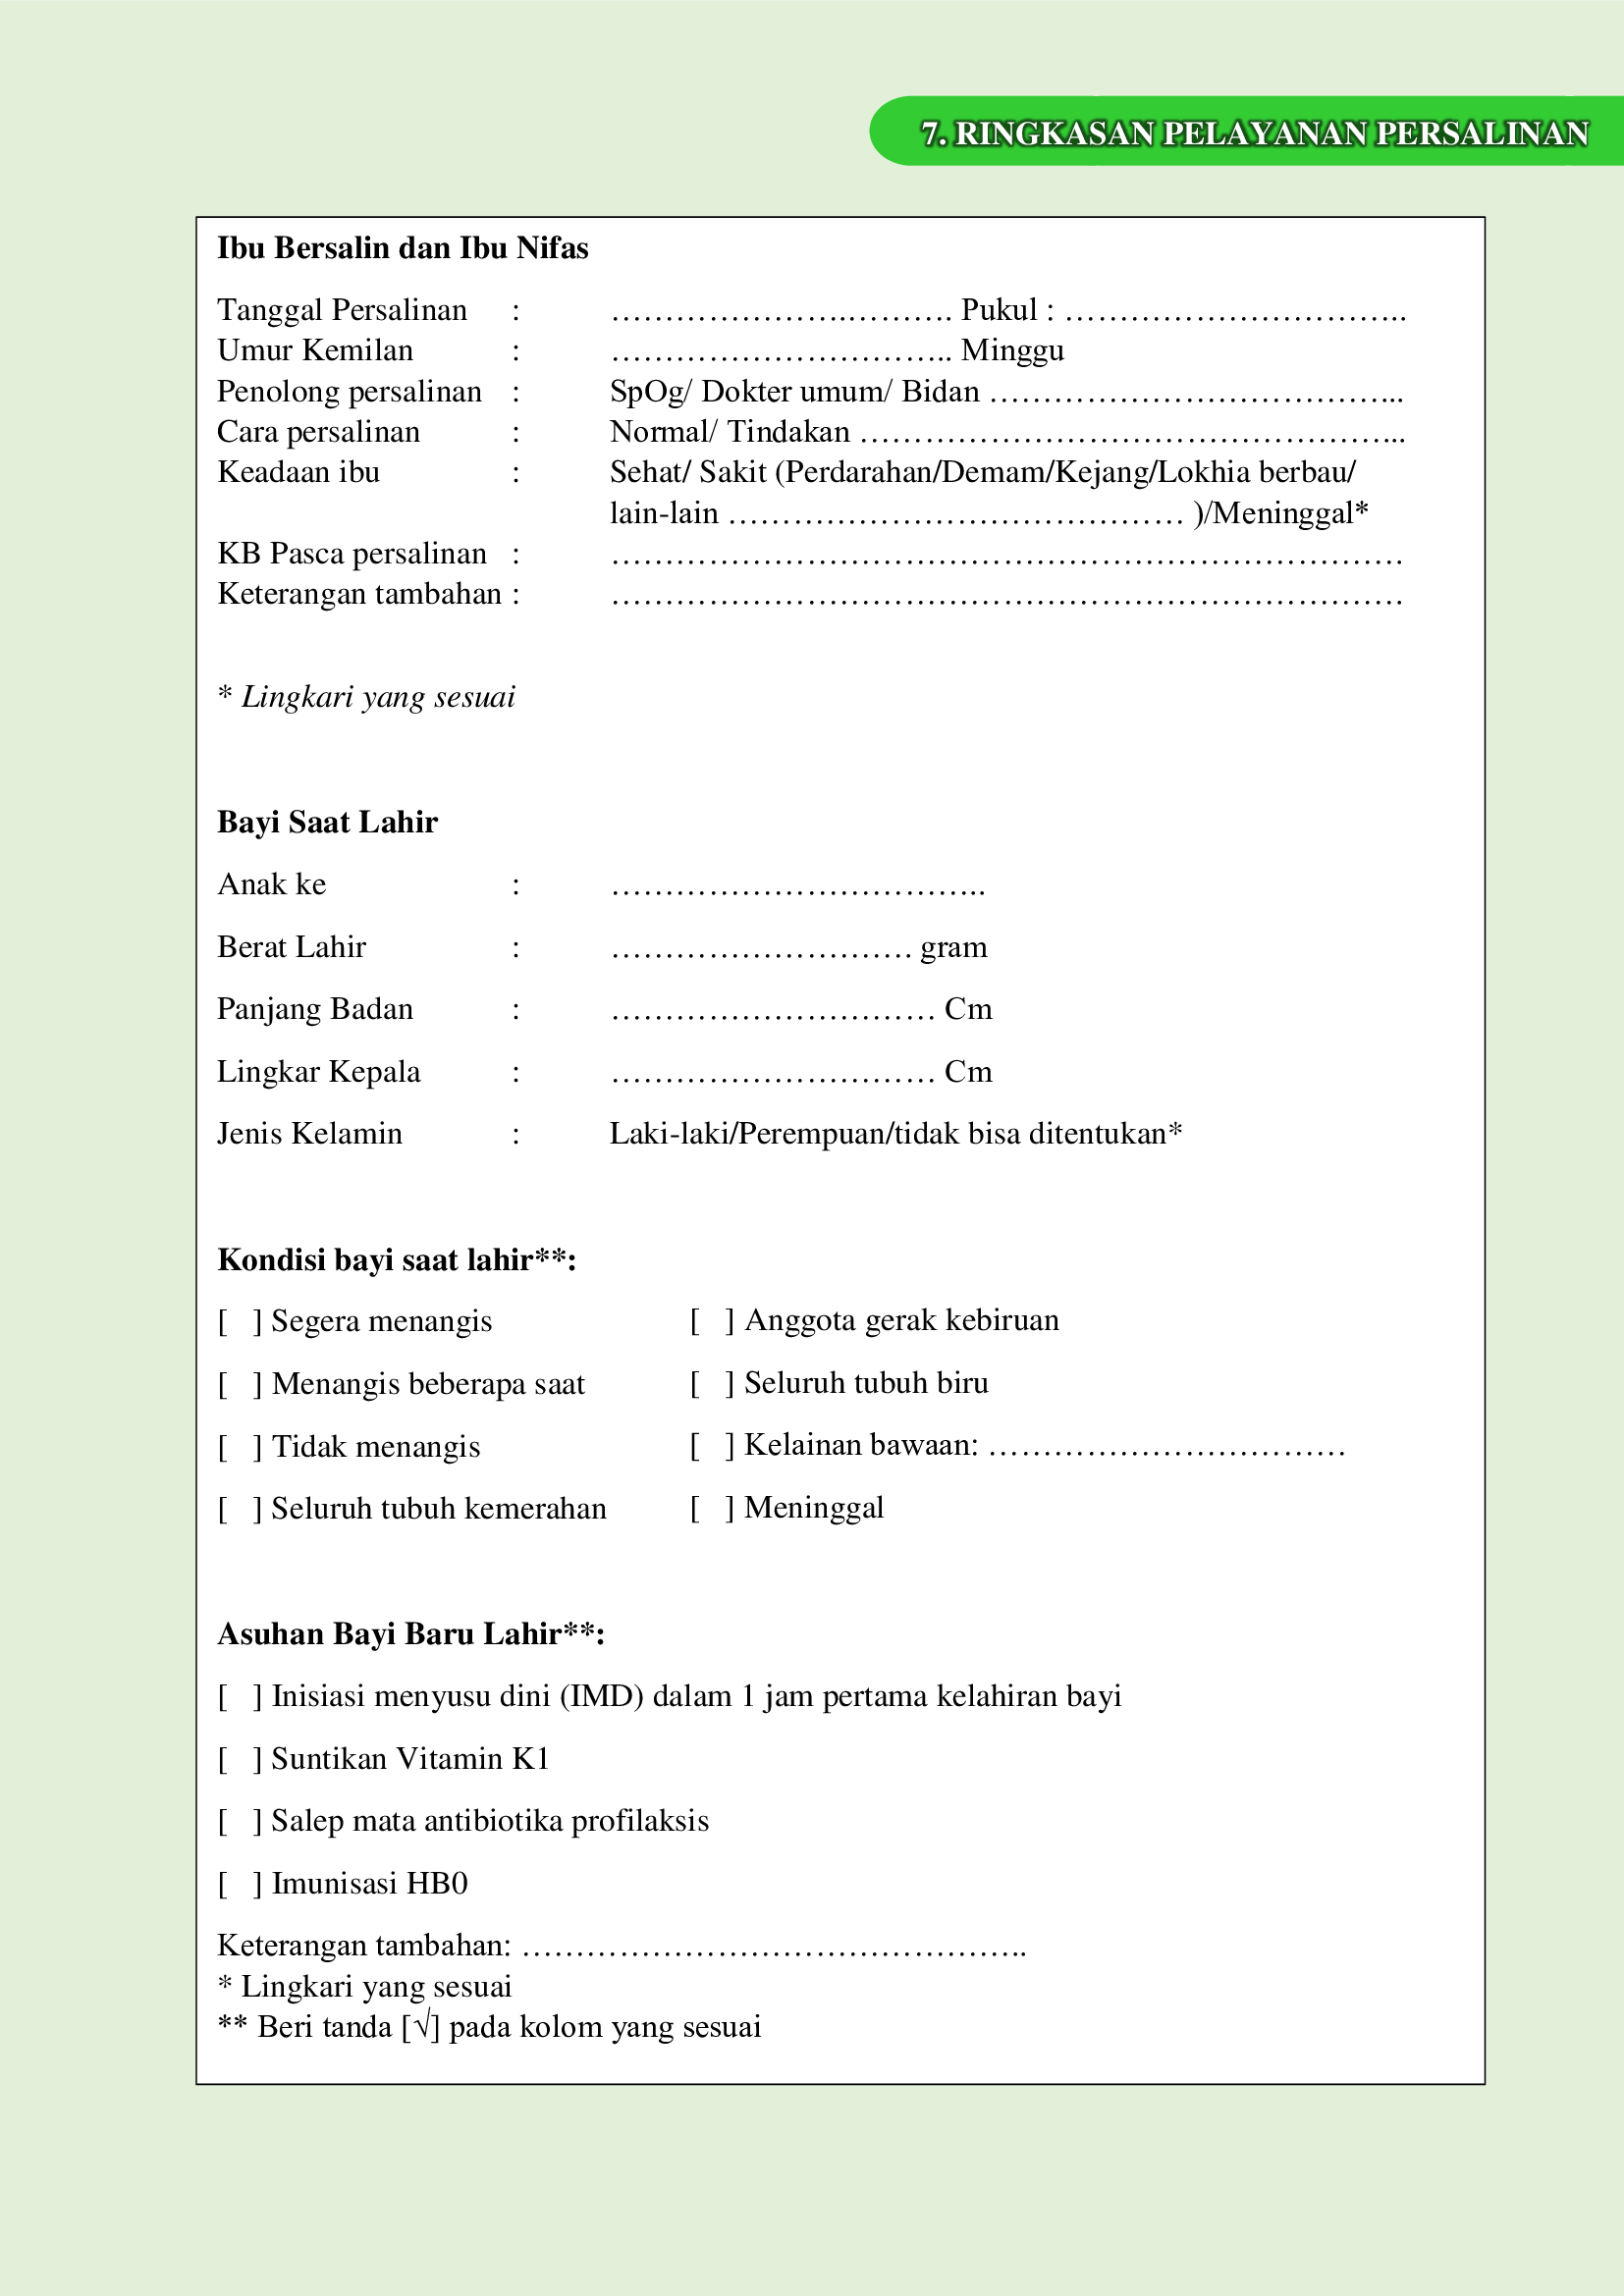 7. RINGKASAN PELAYANAN PERSALINAN
Ibu Bersalin dan Ibu Nifas
Tanggal Persalinan : ………………….………. Pukul : …………………………..
Umur Kemilan : ………………………….. Minggu
Penolong persalinan : SpOg/ Dokter umum/ Bidan ………………………………...
Cara persalinan : Normal/ Tindakan …………………………………………...
Keadaan ibu : Sehat/ Sakit (Perdarahan/Demam/Kejang/Lokhia berbau/
lain-lain …………………………………… )/Meninggal*
KB Pasca persalinan : ………………………………………………………………
Keterangan tambahan : ………………………………………………………………
* Lingkari yang sesuai
Bayi Saat Lahir
Anak ke : ……………………………..
Berat Lahir : ………………………. gram
Panjang Badan : ………………………… Cm
Lingkar Kepala : ………………………… Cm
Jenis Kelamin : Laki-laki/Perempuan/tidak bisa ditentukan*
Kondisi bayi saat lahir**:
[ ] Segera menangis [ ] Anggota gerak kebiruan
[ ] Menangis beberapa saat [ ] Seluruh tubuh biru
[ ] Tidak menangis [ ] Kelainan bawaan: ……………………………
[ ] Seluruh tubuh kemerahan [ ] Meninggal
Asuhan Bayi Baru Lahir**:
[ ] Inisiasi menyusu dini (IMD) dalam 1 jam pertama kelahiran bayi
[ ] Suntikan Vitamin K1
[ ] Salep mata antibiotika profilaksis
[ ] Imunisasi HB0
Keterangan tambahan: ………………………………………..
* Lingkari yang sesuai
** Beri tanda [√] pada kolom yang sesuai